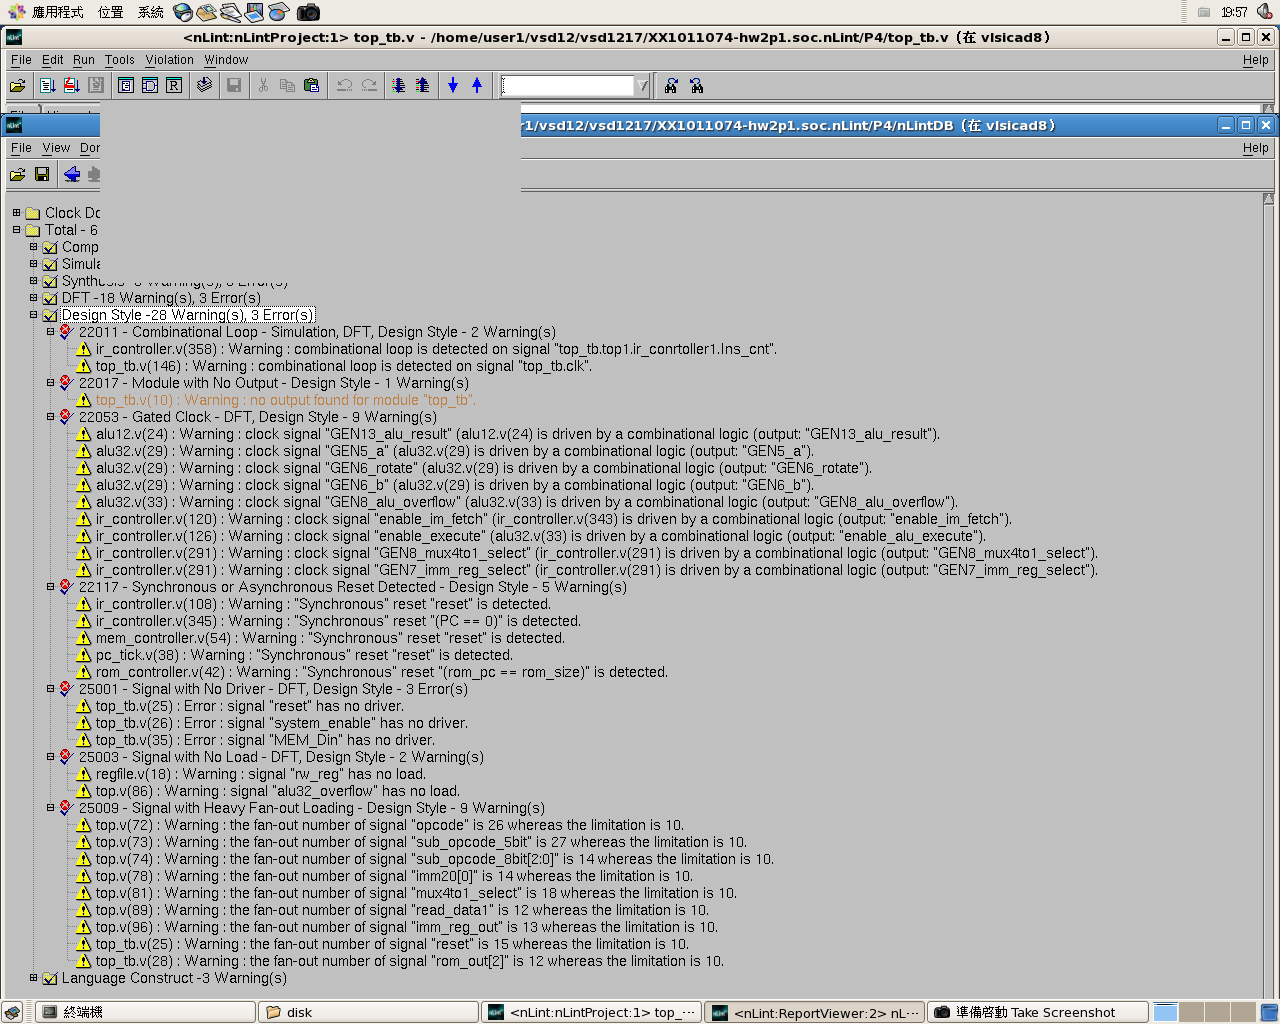 應用程式 位置 系統 19:57
<nLint:nLintProject:1> top_tb.v - /home/user1/vsd12/vsd1217/XX1011074-hw2p1.soc.nLint/P4/top_tb.v (在 vlsicad8)
File Edit Run Tools Violation Window Help
r1/vsd12/vsd1217/XX1011074-hw2p1.soc.nLint/P4/nLintDB (在 vlsicad8)
File View Dor Help
Clock Do
Total - 6
Comp
Simula
Synthesis -8 Warning(s), 3 Error(s)
DFT -18 Warning(s), 3 Error(s)
Design Style -28 Warning(s), 3 Error(s)
22011 - Combinational Loop - Simulation, DFT, Design Style - 2 Warning(s)
ir_controller.v(358) : Warning : combinational loop is detected on signal "top_tb.top1.ir_conrtoller1.Ins_cnt".
top_tb.v(146) : Warning : combinational loop is detected on signal "top_tb.clk".
22017 - Module with No Output - Design Style - 1 Warning(s)
top_tb.v(10) : Warning : no output found for module "top_tb".
22053 - Gated Clock - DFT, Design Style - 9 Warning(s)
alu12.v(24) : Warning : clock signal "GEN13_alu_result" (alu12.v(24) is driven by a combinational logic (output: "GEN13_alu_result").
alu32.v(29) : Warning : clock signal "GEN5_a" (alu32.v(29) is driven by a combinational logic (output: "GEN5_a").
alu32.v(29) : Warning : clock signal "GEN6_rotate" (alu32.v(29) is driven by a combinational logic (output: "GEN6_rotate").
alu32.v(29) : Warning : clock signal "GEN6_b" (alu32.v(29) is driven by a combinational logic (output: "GEN6_b").
alu32.v(33) : Warning : clock signal "GEN8_alu_overflow" (alu32.v(33) is driven by a combinational logic (output: "GEN8_alu_overflow").
ir_controller.v(120) : Warning : clock signal "enable_im_fetch" (ir_controller.v(343) is driven by a combinational logic (output: "enable_im_fetch").
ir_controller.v(126) : Warning : clock signal "enable_execute" (alu32.v(33) is driven by a combinational logic (output: "enable_alu_execute").
ir_controller.v(291) : Warning : clock signal "GEN8_mux4to1_select" (ir_controller.v(291) is driven by a combinational logic (output: "GEN8_mux4to1_select").
ir_controller.v(291) : Warning : clock signal "GEN7_imm_reg_select" (ir_controller.v(291) is driven by a combinational logic (output: "GEN7_imm_reg_select").
22117 - Synchronous or Asynchronous Reset Detected - Design Style - 5 Warning(s)
ir_controller.v(108) : Warning : "Synchronous" reset "reset" is detected.
ir_controller.v(345) : Warning : "Synchronous" reset "(PC == 0)" is detected.
mem_controller.v(54) : Warning : "Synchronous" reset "reset" is detected.
pc_tick.v(38) : Warning : "Synchronous" reset "reset" is detected.
rom_controller.v(42) : Warning : "Synchronous" reset "(rom_pc == rom_size)" is detected.
25001 - Signal with No Driver - DFT, Design Style - 3 Error(s)
top_tb.v(25) : Error : signal "reset" has no driver.
top_tb.v(26) : Error : signal "system_enable" has no driver.
top_tb.v(35) : Error : signal "MEM_Din" has no driver.
25003 - Signal with No Load - DFT, Design Style - 2 Warning(s)
regfile.v(18) : Warning : signal "rw_reg" has no load.
top.v(86) : Warning : signal "alu32_overflow" has no load.
25009 - Signal with Heavy Fan-out Loading - Design Style - 9 Warning(s)
top.v(72) : Warning : the fan-out number of signal "opcode" is 26 whereas the limitation is 10.
top.v(73) : Warning : the fan-out number of signal "sub_opcode_5bit" is 27 whereas the limitation is 10.
top.v(74) : Warning : the fan-out number of signal "sub_opcode_8bit[2:0]" is 14 whereas the limitation is 10.
top.v(78) : Warning : the fan-out number of signal "imm20[0]" is 14 whereas the limitation is 10.
top.v(81) : Warning : the fan-out number of signal "mux4to1_select" is 18 whereas the limitation is 10.
top.v(89) : Warning : the fan-out number of signal "read_data1" is 12 whereas the limitation is 10.
top.v(96) : Warning : the fan-out number of signal "imm_reg_out" is 13 whereas the limitation is 10.
top_tb.v(25) : Warning : the fan-out number of signal "reset" is 15 whereas the limitation is 10.
top_tb.v(28) : Warning : the fan-out number of signal "rom_out[2]" is 12 whereas the limitation is 10.
Language Construct -3 Warning(s)
終端機 disk <nLint:nLintProject:1> top_··· <nLint:ReportViewer:2> nL··· 準備啓動 Take Screenshot